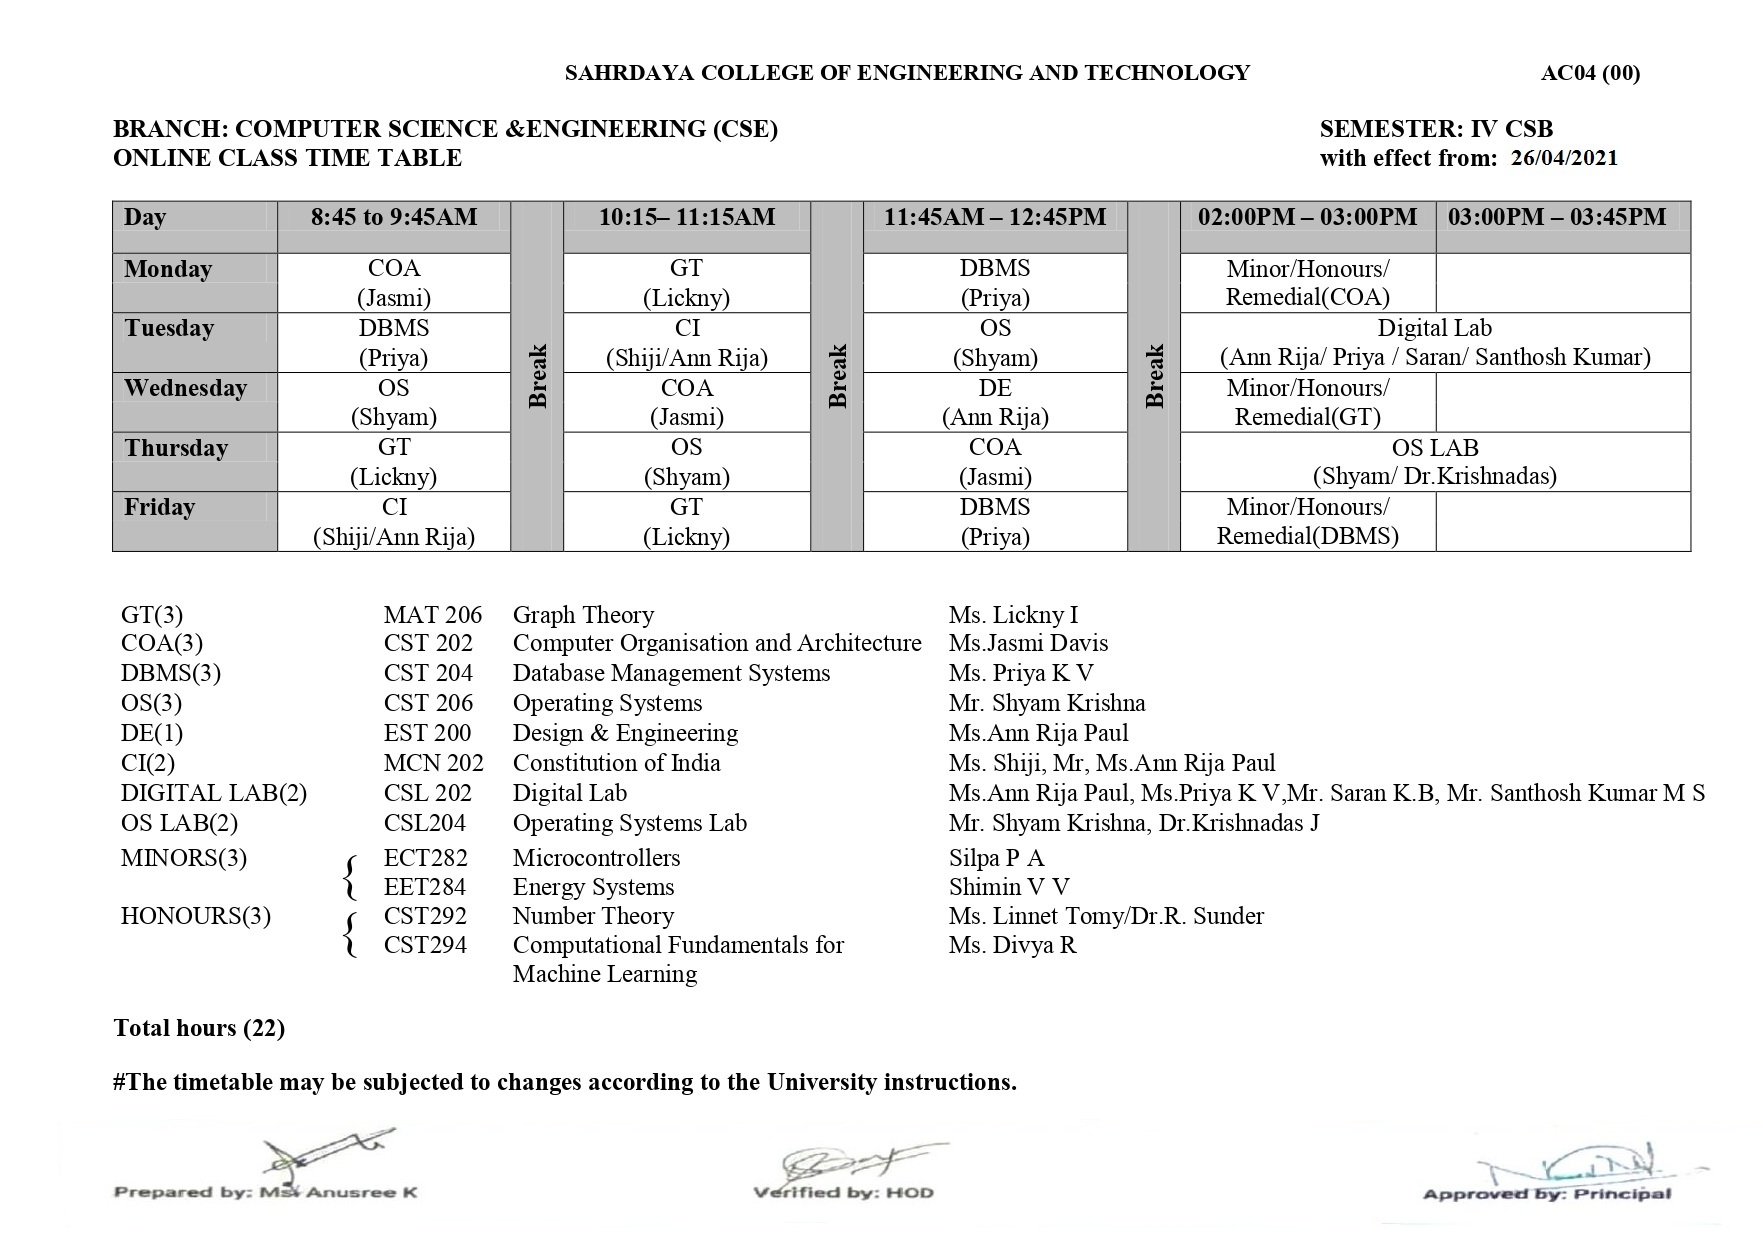 SAHRDAYA COLLEGE OF ENGINEERING AND TECHNOLOGY AC04 (00)
BRANCH: COMPUTER SCIENCE &ENGINEERING (CSE) SEMESTER: IV CSB
ONLINE CLASS TIME TABLE with effect from: 26/04/2021
Day 8:45 to 9:45AM Break 10:15– 11:15AM Break 11:45AM – 12:45PM Break 02:00PM – 03:00PM 03:00PM – 03:45PM
Monday COA GT DBMS Minor/Honours/
(Jasmi) (Lickny) (Priya) Remedial(COA)
Tuesday DBMS CI OS Digital Lab
(Priya) (Shiji/Ann Rija) (Shyam) (Ann Rija/ Priya / Saran/ Santhosh Kumar)
Wednesday OS COA DE Minor/Honours/
(Shyam) (Jasmi) (Ann Rija) Remedial(GT)
Thursday GT OS COA OS LAB
(Lickny) (Shyam) (Jasmi) (Shyam/ Dr.Krishnadas)
Friday CI GT DBMS Minor/Honours/
(Shiji/Ann Rija) (Lickny) (Priya) Remedial(DBMS)
GT(3) MAT 206 Graph Theory Ms. Lickny I
COA(3) CST 202 Computer Organisation and Architecture Ms.Jasmi Davis
DBMS(3) CST 204 Database Management Systems Ms. Priya K V
OS(3) CST 206 Operating Systems Mr. Shyam Krishna
DE(1) EST 200 Design & Engineering Ms.Ann Rija Paul
CI(2) MCN 202 Constitution of India Ms. Shiji, Mr, Ms.Ann Rija Paul
DIGITAL LAB(2) CSL 202 Digital Lab Ms.Ann Rija Paul, Ms.Priya K V,Mr. Saran K.B, Mr. Santhosh Kumar M S
OS LAB(2) CSL204 Operating Systems Lab Mr. Shyam Krishna, Dr.Krishnadas J
MINORS(3) { ECT282 Microcontrollers Silpa P A
EET284 Energy Systems Shimin V V
HONOURS(3) { CST292 Number Theory Ms. Linnet Tomy/Dr.R. Sunder
CST294 Computational Fundamentals for Ms. Divya R
Machine Learning
Total hours (22)
#The timetable may be subjected to changes according to the University instructions.
Prepared by: Ms. Anusree K Verified by: HOD Approved by: Principal